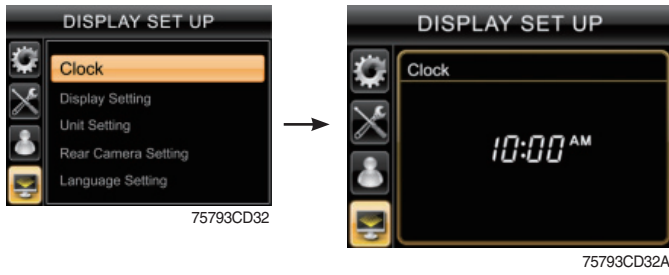 DISPLAY SET UP
Clock
Display Setting
Unit Setting
Rear Camera Setting
Language Setting
75793CD32
DISPLAY SET UP
Clock
10:00 AM
75793CD32A